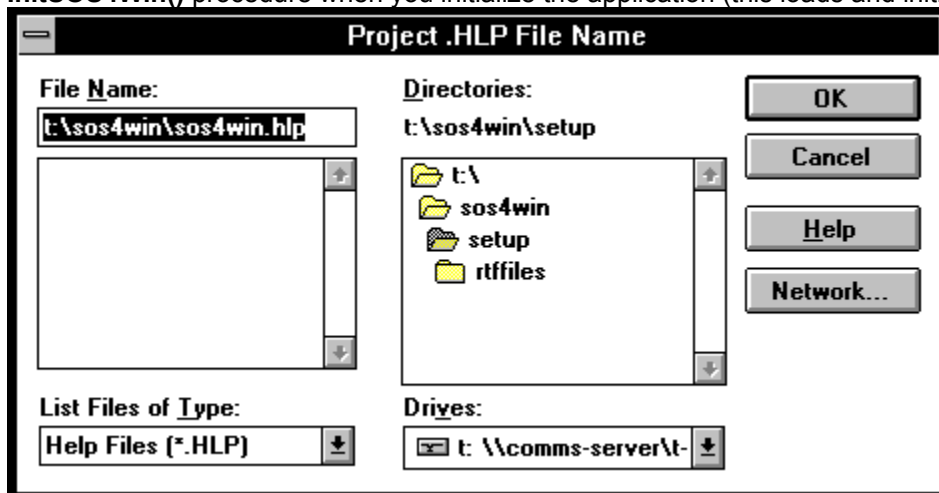 procedure when you initialize the application (this loads and
Project .HLP File Name
File Name:
t:\sos4win\sos4win.hlp
Directories:
t:\sos4win\setup
t:\
sos4win
setup
rtffiles
OK
Cancel
Help
Network...
List Files of Type:
Help Files (*.HLP)
Drives:
t: \\comms-server\t-